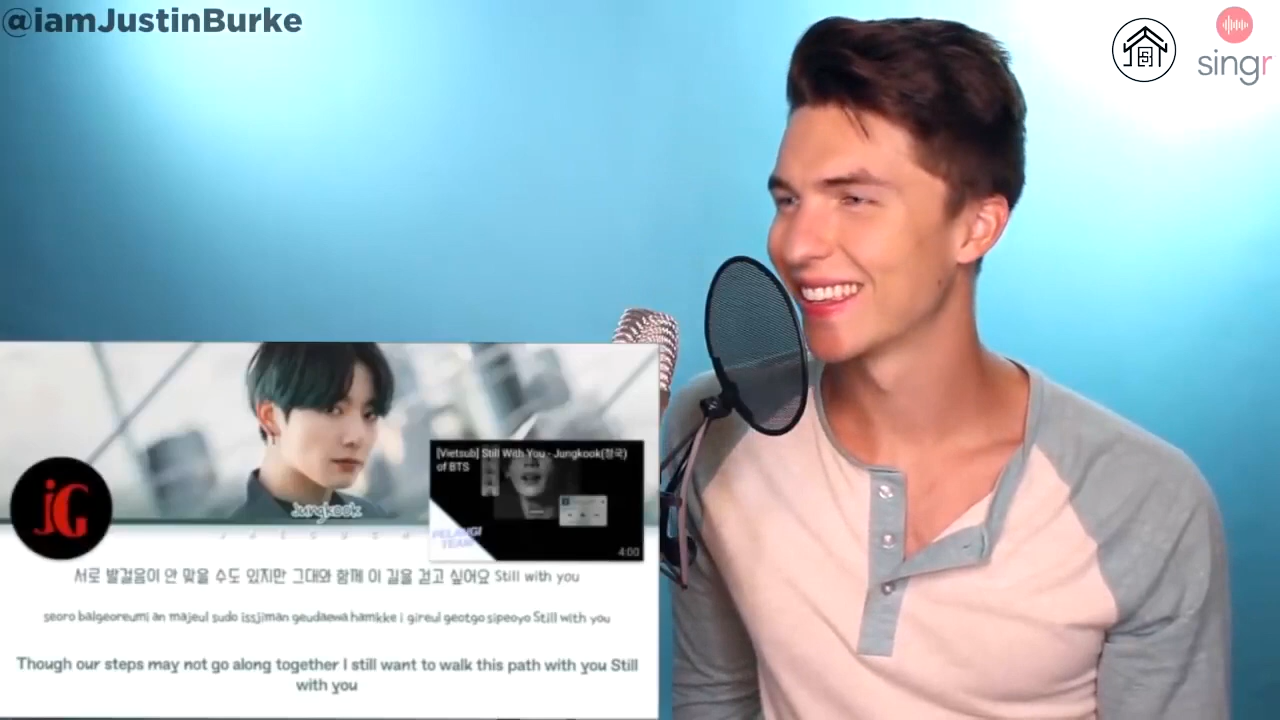 @iamJustinBurke
singr
[Vietsub] Still With You - Jungkook(정국)
of BTS
PELANGI
TEAM
4:00
jG
Jungkook
서로 발걸음이 안 맞을 수도 있지만 그대와 함께 이 길을 걷고 싶어요 Still with you
seoro balgeoreumi an majeul sudo issjiman geudaewa hamkke i gireul geotgo sipeoyo Still with you
Though our steps may not go along together I still want to walk this path with you Still
with you